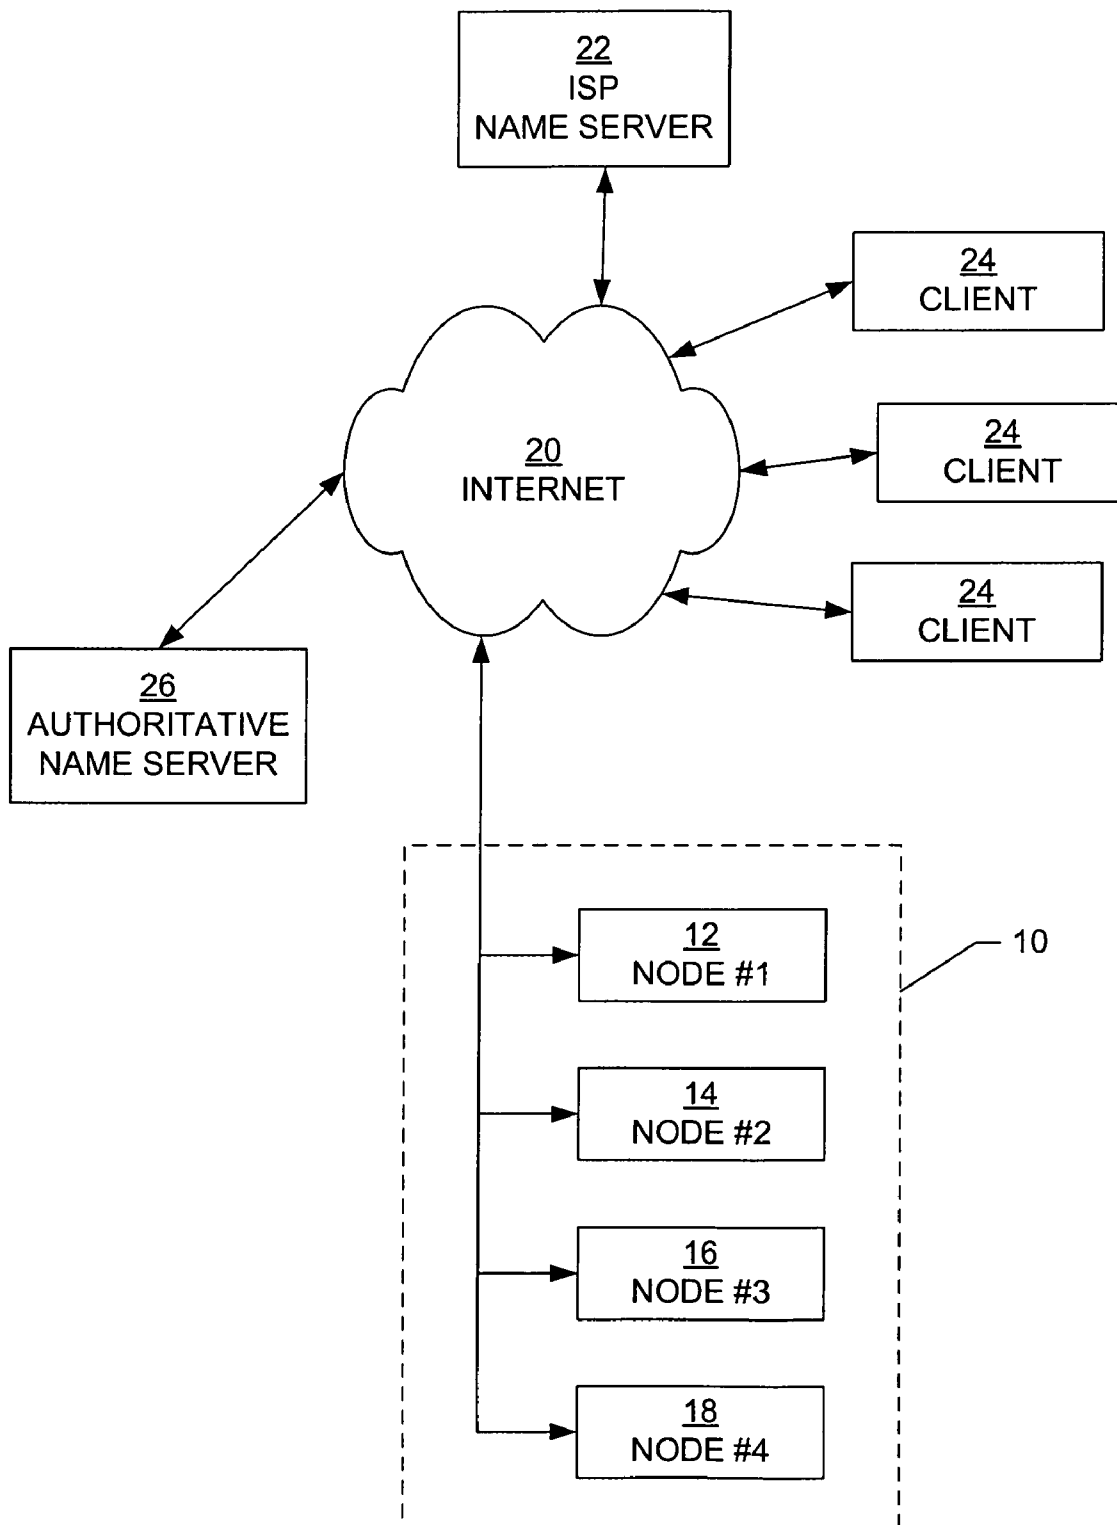 22
ISP
NAME SERVER
24
CLIENT
20
INTERNET
24
CLIENT
24
CLIENT
26
AUTHORITATIVE
NAME SERVER
12
NODE #1
10
14
NODE #2
16
NODE #3
18
NODE #4